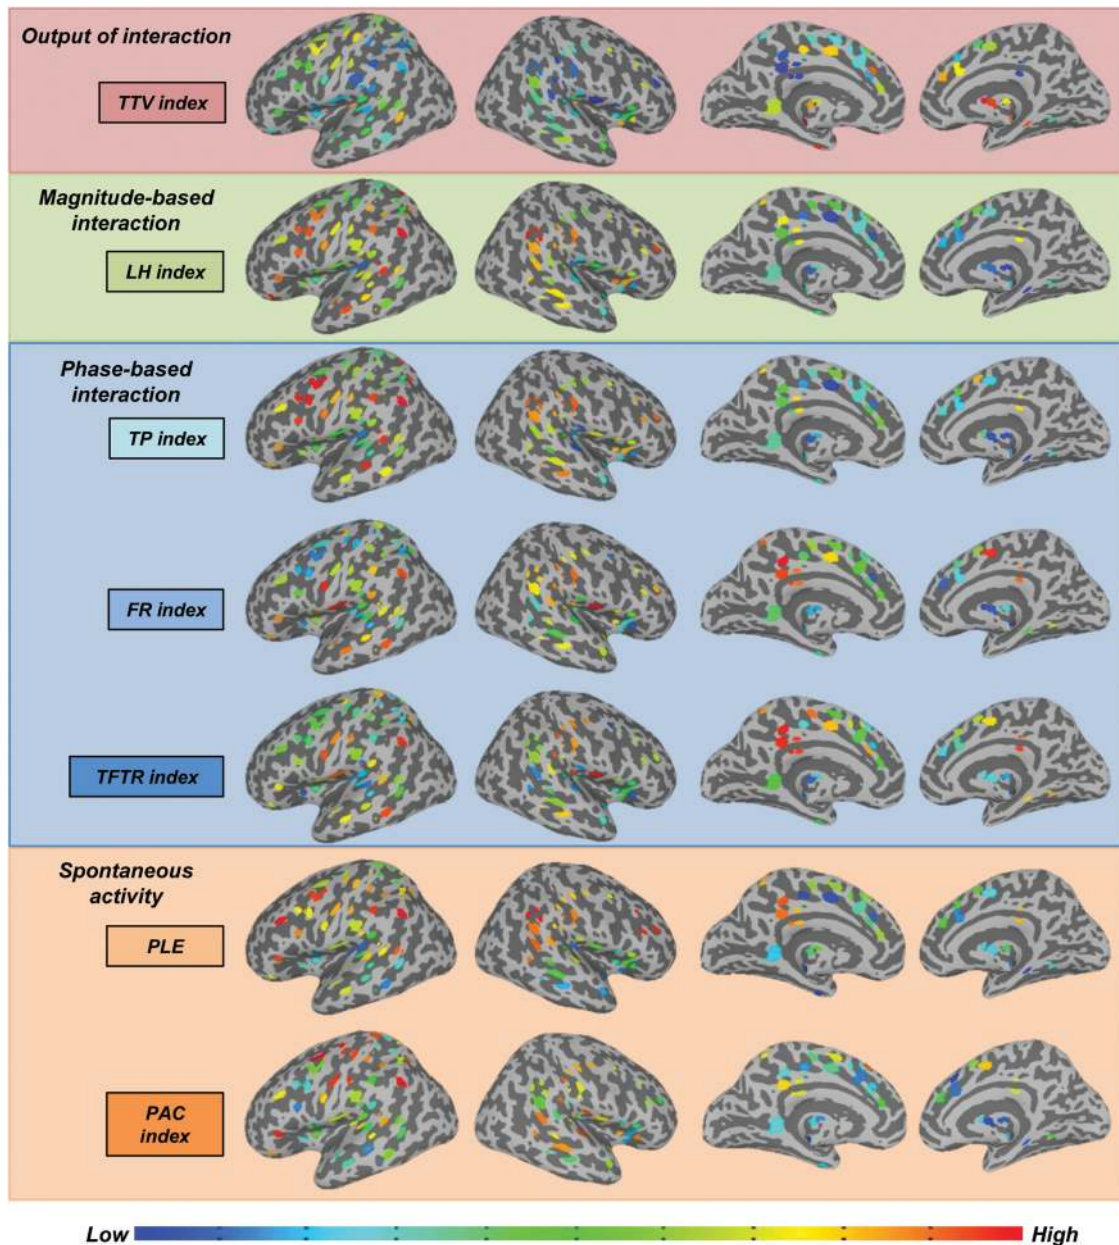 Output of interaction
TTV index
Magnitude-based
interaction
LH index
Phase-based
interaction
TP index
FR index
TFTR index
Spontaneous
activity
PLE
PAC
index
Low
High